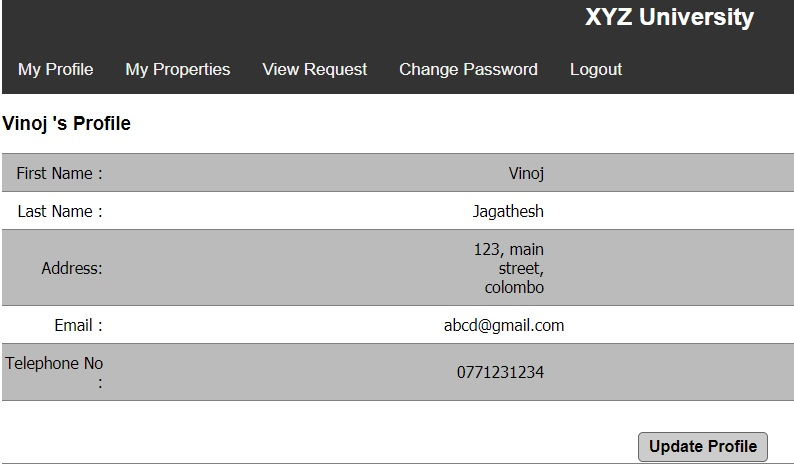 XYZ University
My Profile My Properties View Request Change Password Logout
Vinoj 's Profile
First Name : Vinoj
Last Name : Jagathesh
Address: 123, main
street,
colombo
Email : abcd@gmail.com
Telephone No
: 0771231234
Update Profile